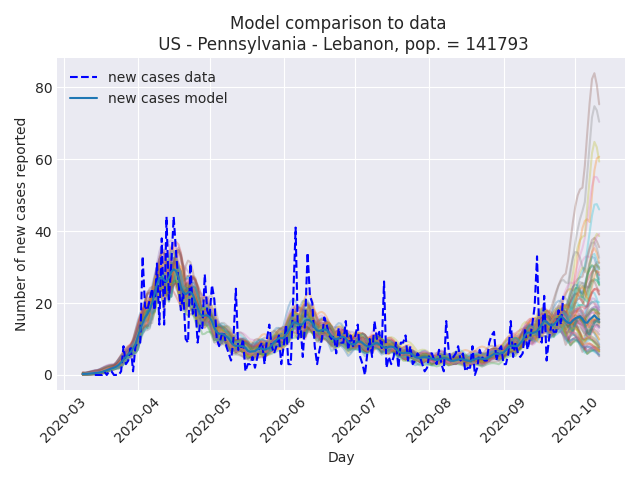 Model comparison to data
US - Pennsylvania - Lebanon, pop. = 141793
new cases data
new cases model
Number of new cases reported
80
60
40
20
0
2020-03
2020-04
2020-05
2020-06
2020-07
2020-08
2020-09
2020-10
Day